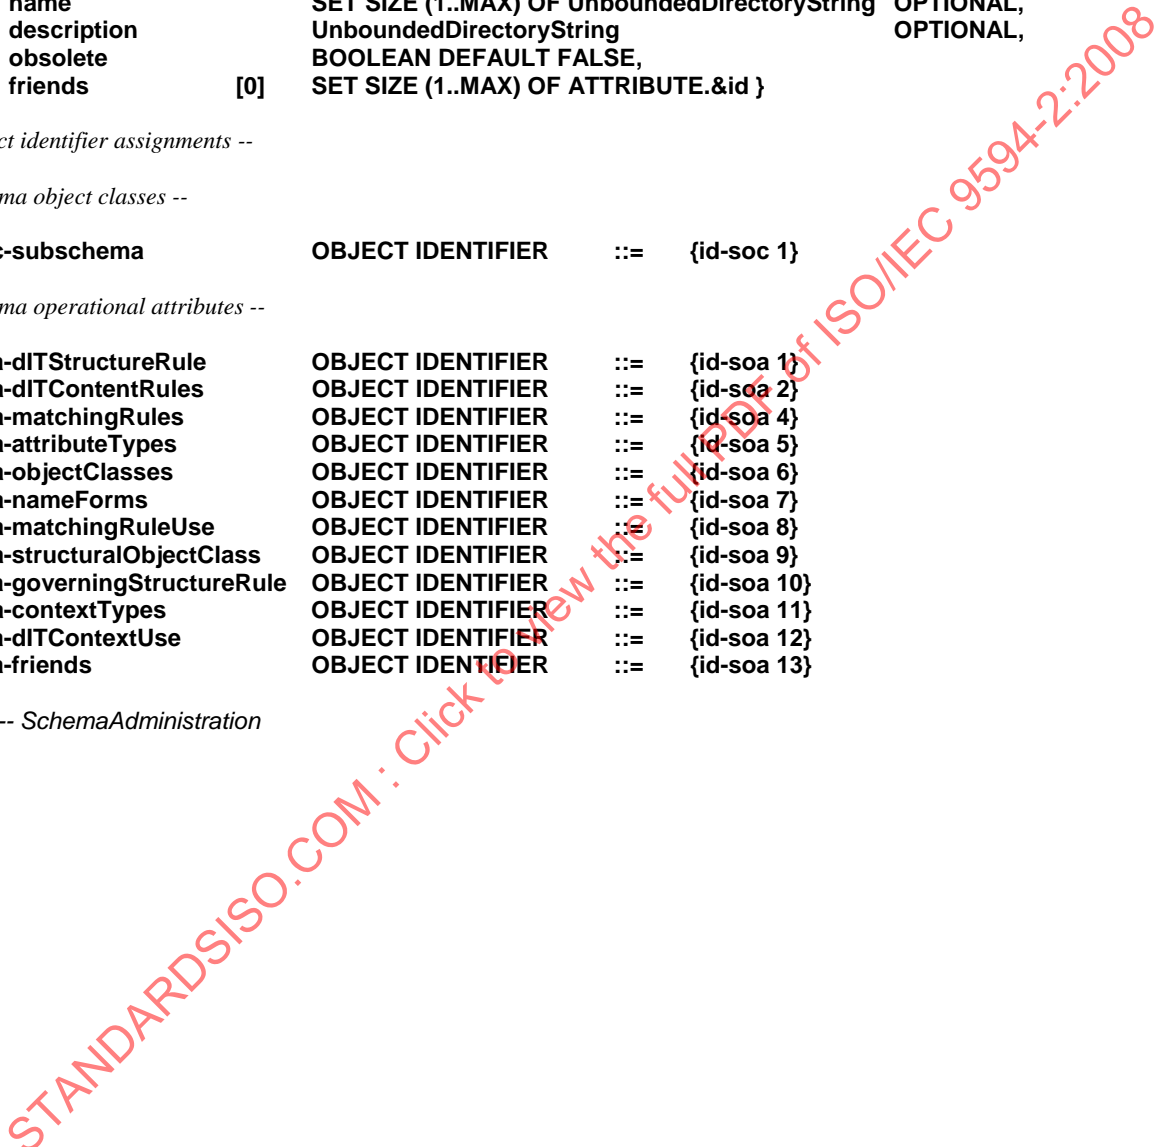 name SET SIZE (1..MAX) OF UnboundedDirectoryString OPTIONAL,
description UnboundedDirectoryString OPTIONAL,
obsolete BOOLEAN DEFAULT FALSE,
friends [0] SET SIZE (1..MAX) OF ATTRIBUTE.&id }
ct identifier assignments --
ma object classes --
c-subschema OBJECT IDENTIFIER ::= {id-soc 1}
ma operational attributes --
a-dITStructureRule OBJECT IDENTIFIER ::= {id-soa 1}
a-dITContentRules OBJECT IDENTIFIER ::= {id-soa 2}
a-matchingRules OBJECT IDENTIFIER ::= {id-soa 4}
a-attributeTypes OBJECT IDENTIFIER ::= {id-soa 5}
a-objectClasses OBJECT IDENTIFIER ::= {id-soa 6}
a-nameForms OBJECT IDENTIFIER ::= {id-soa 7}
a-matchingRuleUse OBJECT IDENTIFIER ::= {id-soa 8}
a-structuralObjectClass OBJECT IDENTIFIER ::= {id-soa 9}
a-governingStructureRule OBJECT IDENTIFIER ::= {id-soa 10}
a-contextTypes OBJECT IDENTIFIER ::= {id-soa 11}
a-dITContextUse OBJECT IDENTIFIER ::= {id-soa 12}
a-friends OBJECT IDENTIFIER ::= {id-soa 13}
-- SchemaAdministration
STANDARDSISO.COM : Click to view the full PDF of ISO/IEC 9594-2:2008